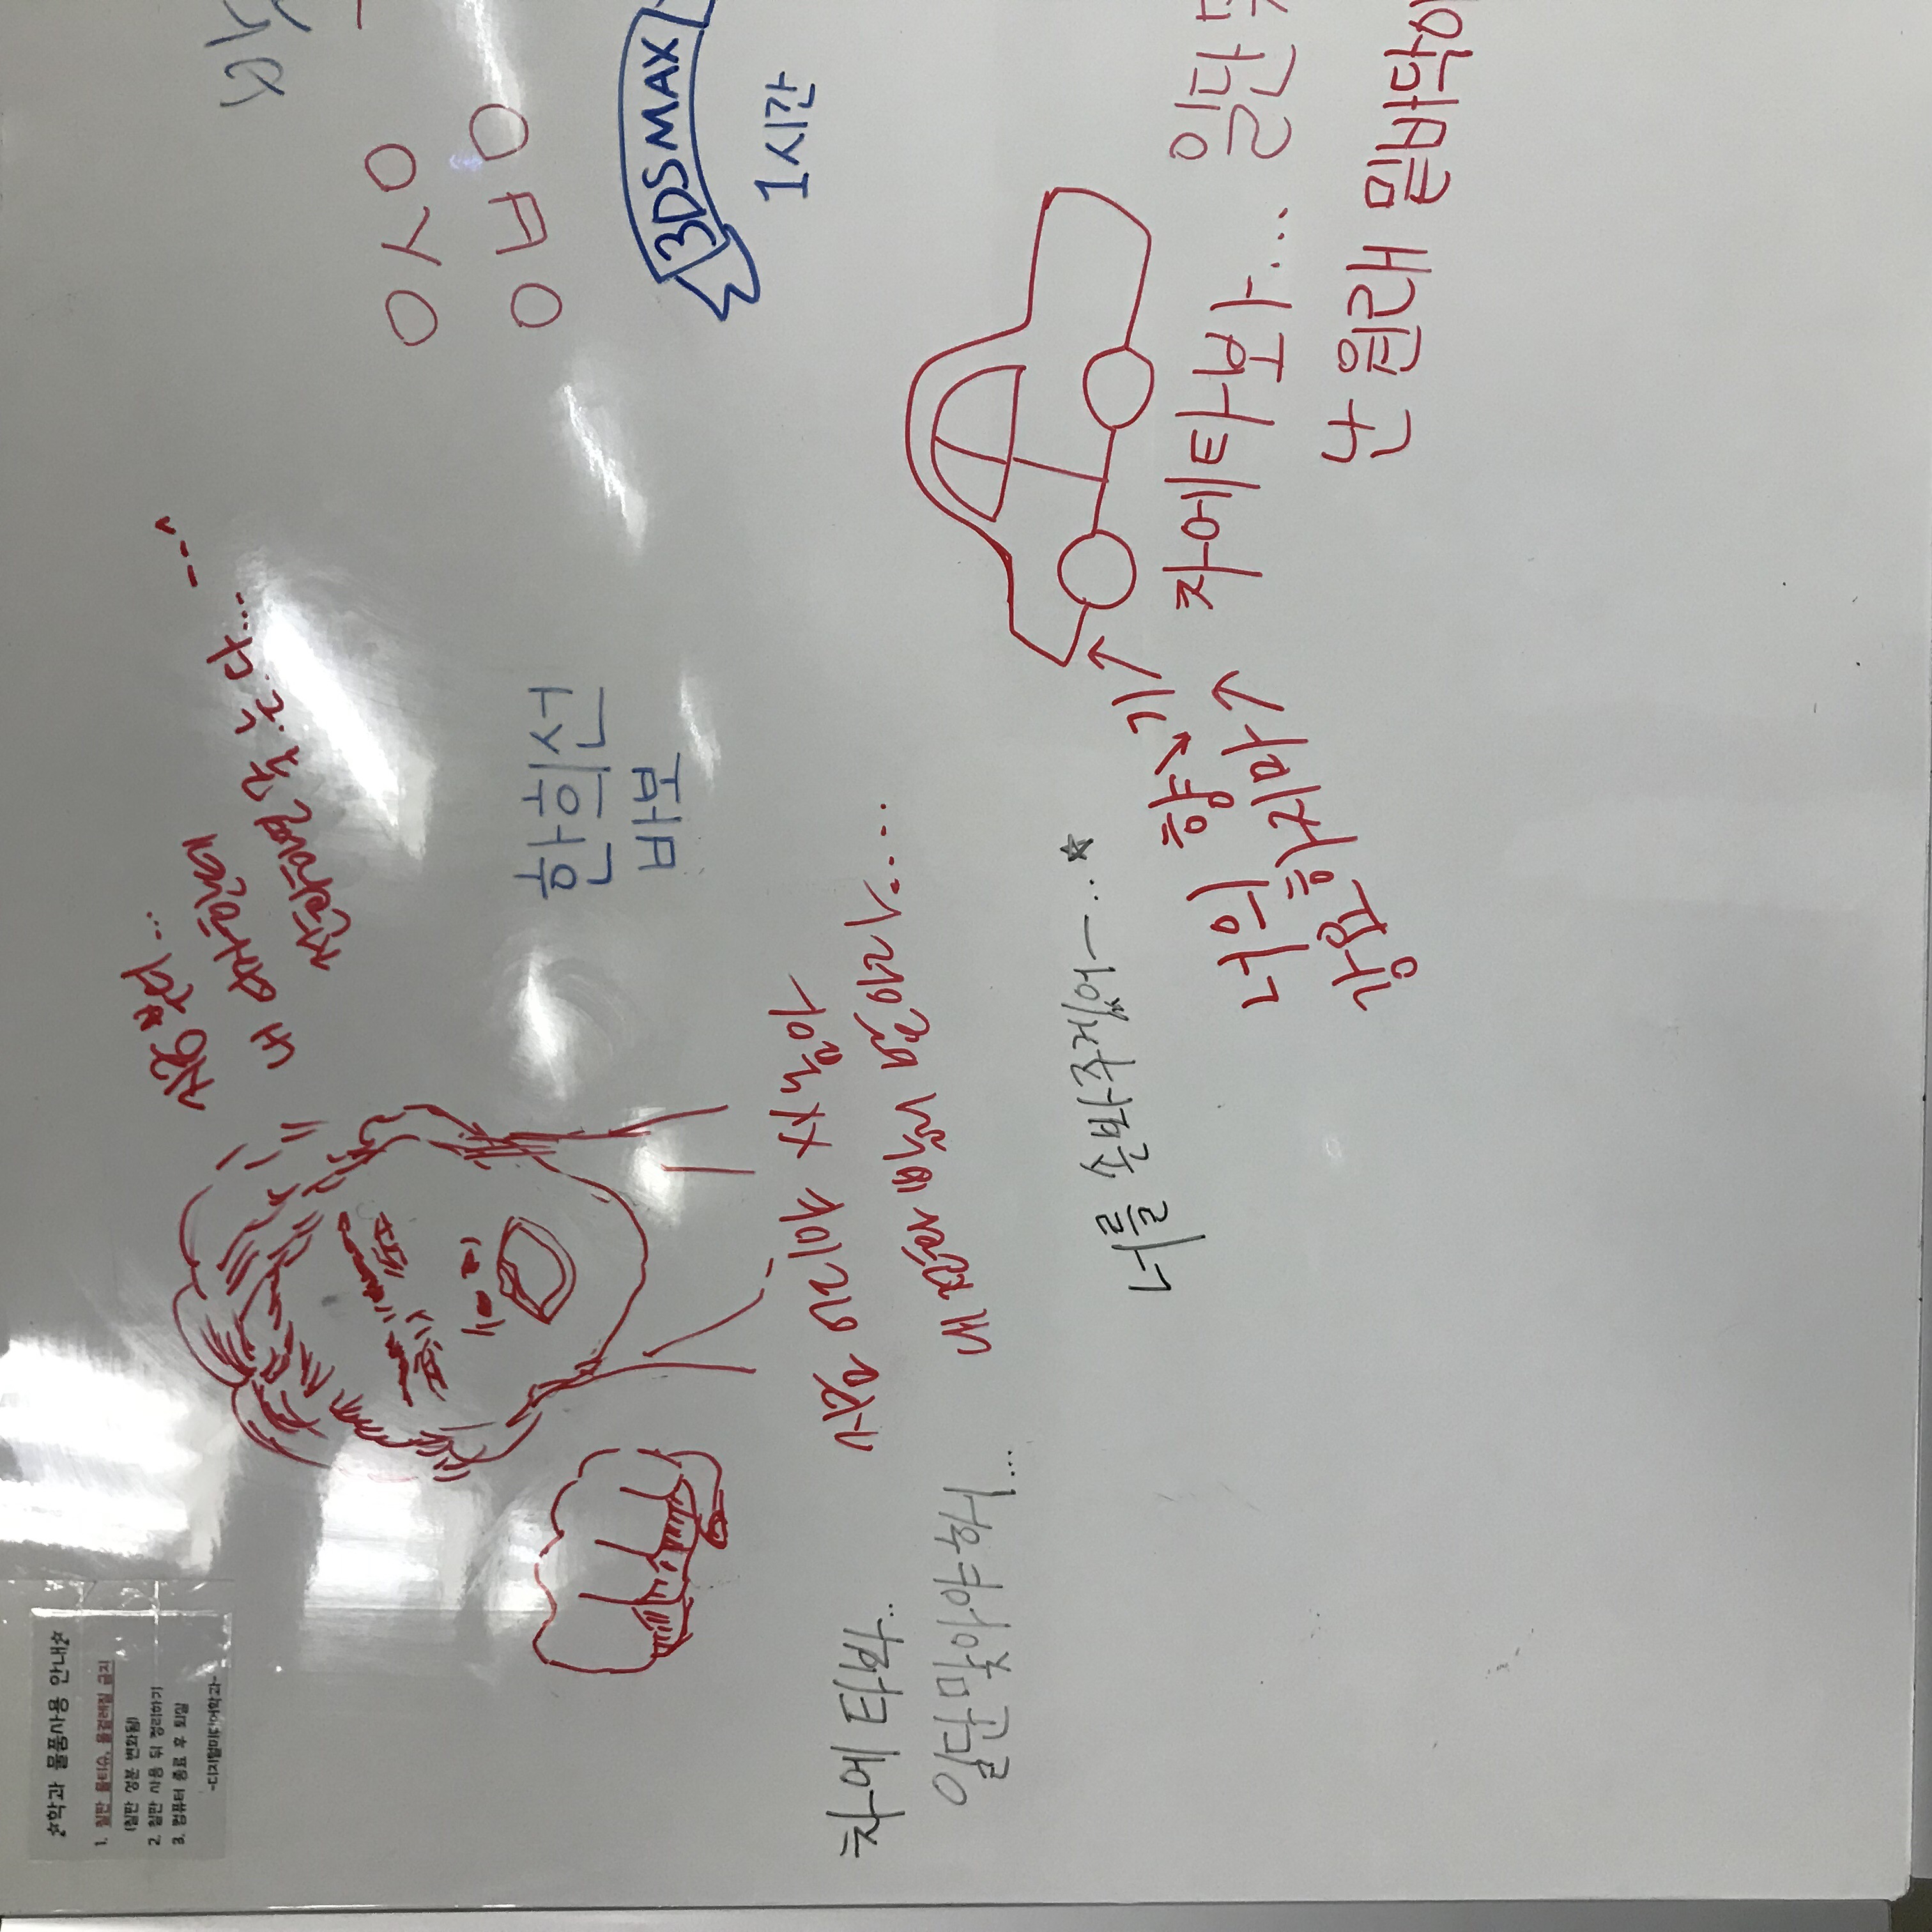 ☆학과 물품사용 안내☆
1. 칠판 물티슈, 물걸레질 금지
(칠판 성분 변화됨)
2. 칠판 사용 뒤 정리하기
3. 컴퓨터 종료 후 퇴실
-디지털미디어학과-
지금부터...
내 여자한테
전화하면 죽.는.다...
ㅇㅅㅇ
ㅇㅂㅇ
한희선
바보
3DS MAX
1시간
지금 어디야 XX놈아
내 전화 빨리 받아라....
차에 타봐..
일단 맞아야 해...
너를 손봐주겠어ㅡ..☆
너의 향↘기↗
강요하지마↗
차에타봐... 일단
난 원래 밑바닥이